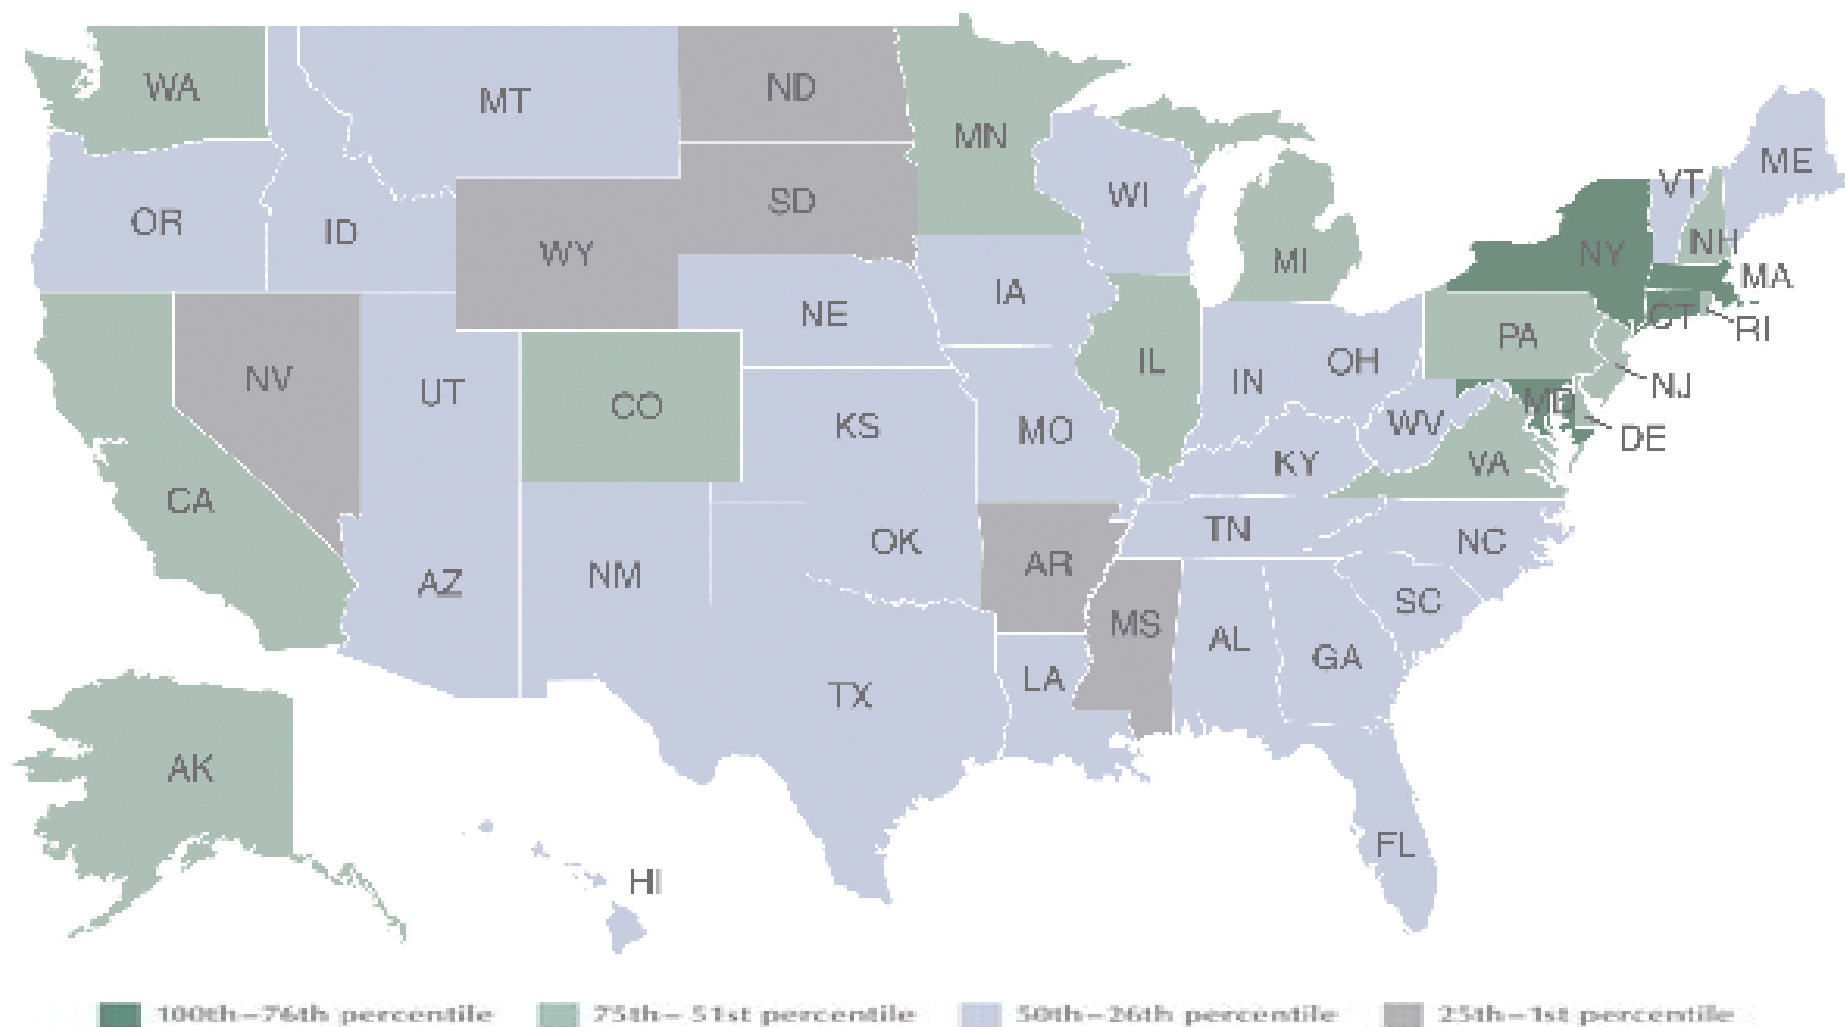 WA
MT
ND
MN
ME
VT
OR
ID
SD
WI
NH
WY
MI
NY
MA
NE
IA
CT
RI
PA
NV
UT
CO
IL
IN
OH
NJ
KS
MO
MD
WV
DE
KY
VA
CA
TN
NC
OK
AR
AZ
NM
SC
MS
AL
GA
LA
TX
AK
FL
HI
100th–76th percentile 75th–51st percentile 50th–26th percentile 25th–1st percentile